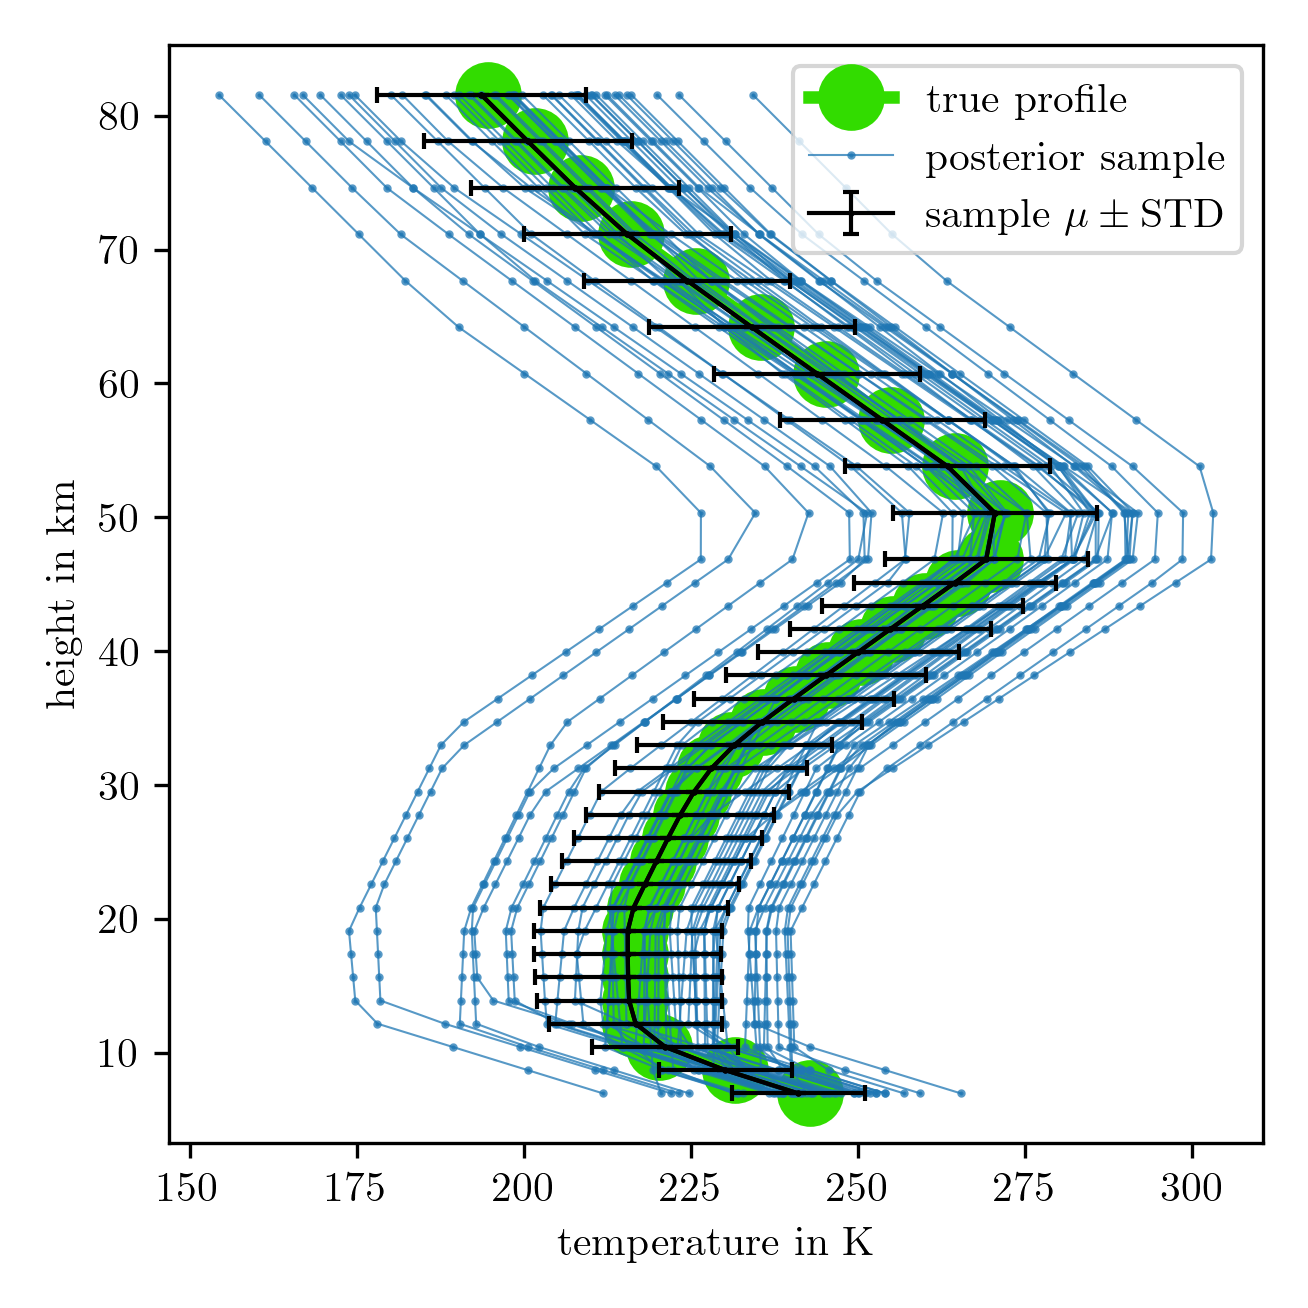 true profile
posterior sample
sample μ ± STD
80
70
60
50
40
30
20
10
height in km
150 175 200 225 250 275 300
temperature in K